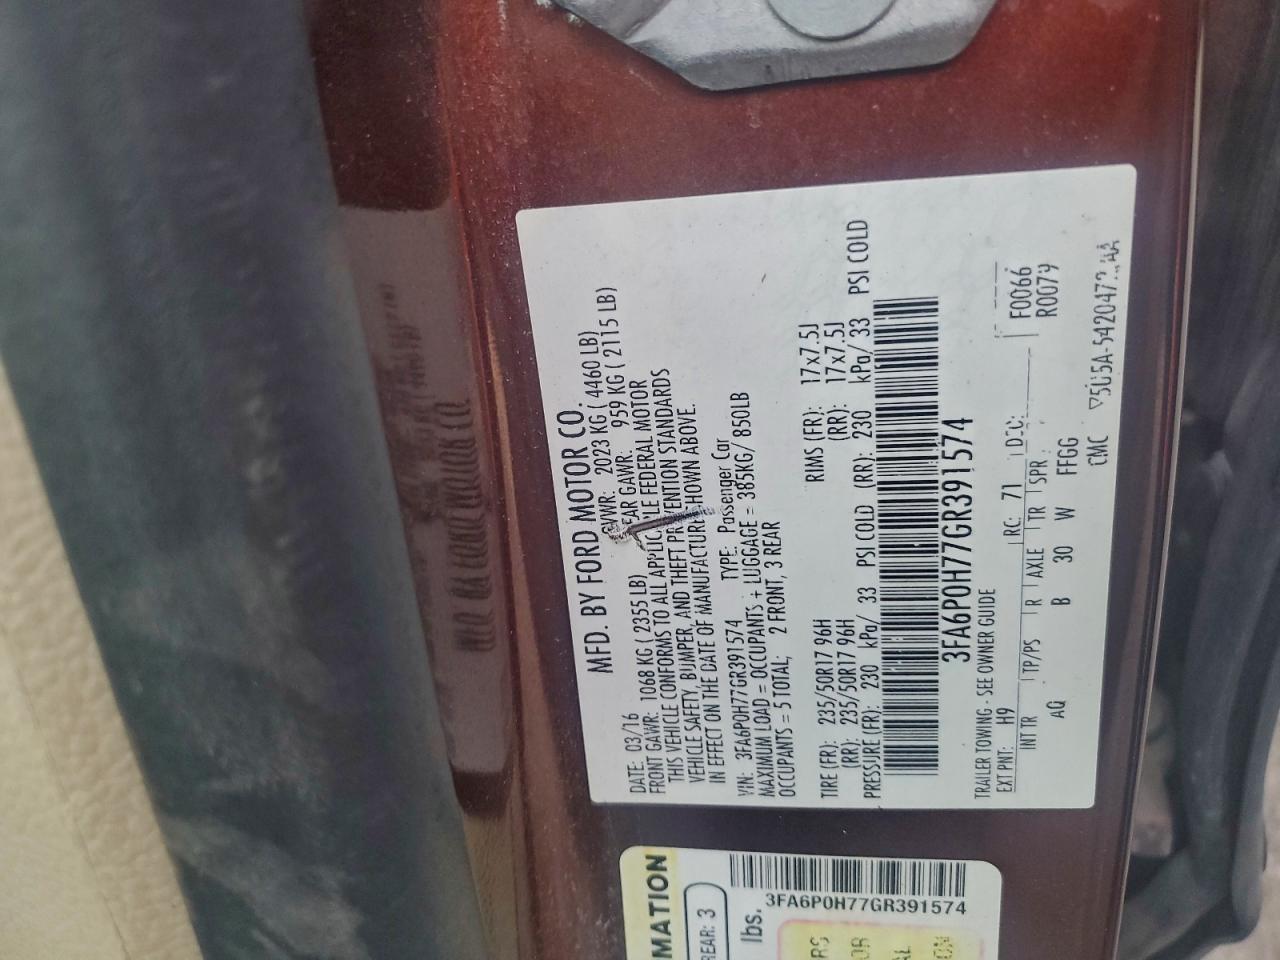 MFD. BY FORD MOTOR CO.
DATE: 03/16 GVWR: 2023 KG ( 4460 LB)
FRONT GAWR: 1068 KG ( 2355 LB) REAR GAWR: 959 KG ( 2115 LB)
THIS VEHICLE CONFORMS TO ALL APPLICABLE FEDERAL MOTOR
VEHICLE SAFETY, BUMPER, AND THEFT PREVENTION STANDARDS
IN EFFECT ON THE DATE OF MANUFACTURE SHOWN ABOVE.
VIN: 3FA6P0H77GR391574 TYPE: Passenger Car
MAXIMUM LOAD = OCCUPANTS + LUGGAGE = 385KG/ 850LB
OCCUPANTS = 5 TOTAL; 2 FRONT, 3 REAR
TIRE (FR): 235/50R17 96H RIMS (FR): 17x7.5J
(RR): 235/50R17 96H (RR): 17x7.5J
PRESSURE (FR): 230 kPa/ 33 PSI COLD (RR): 230 kPa/ 33 PSI COLD
3FA6P0H77GR391574
TRAILER TOWING - SEE OWNER GUIDE
EXT PNT: H9 RC: 71 DSO: F0066
R0079
INT TR TP/PS R AXLE TR SPR
AQ B 30 W FFGG
CMC
MATION
REAR: 3
lbs.
3FA6P0H77GR391574
RS
OR
AL
ON